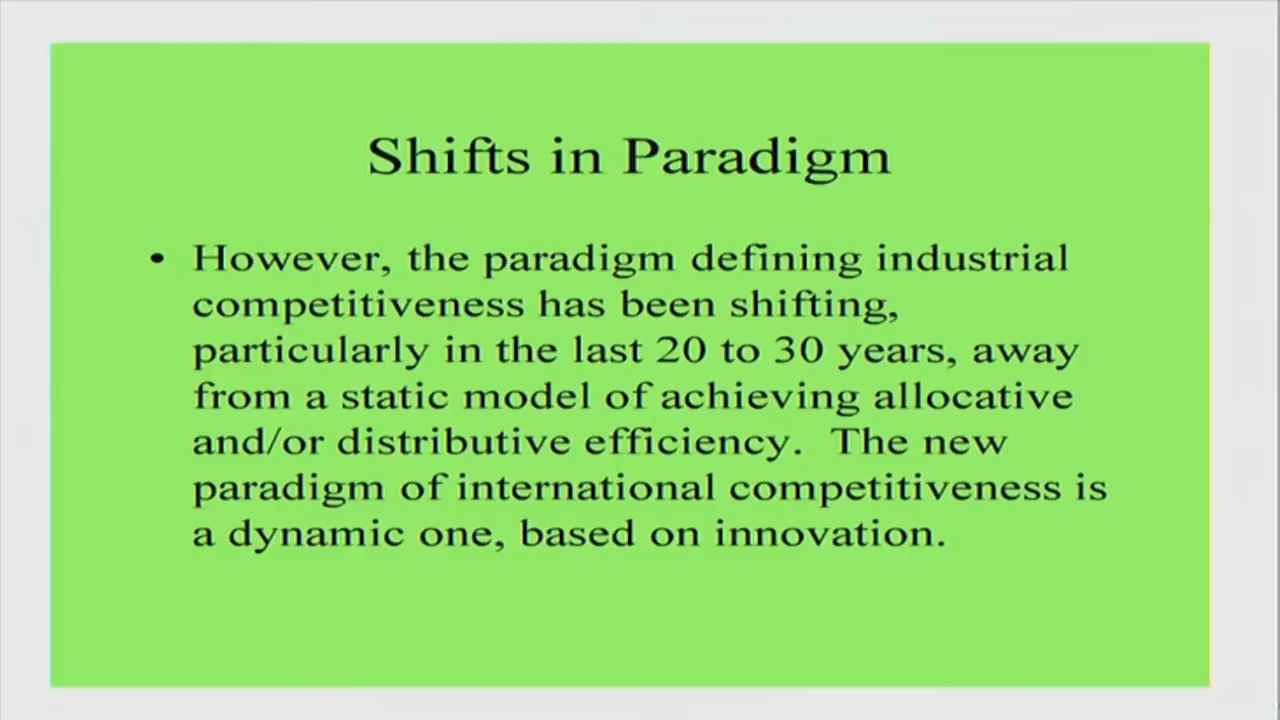 Shifts in Paradigm
• However, the paradigm defining industrial
competitiveness has been shifting,
particularly in the last 20 to 30 years, away
from a static model of achieving allocative
and/or distributive efficiency.  The new
paradigm of international competitiveness is
a dynamic one, based on innovation.